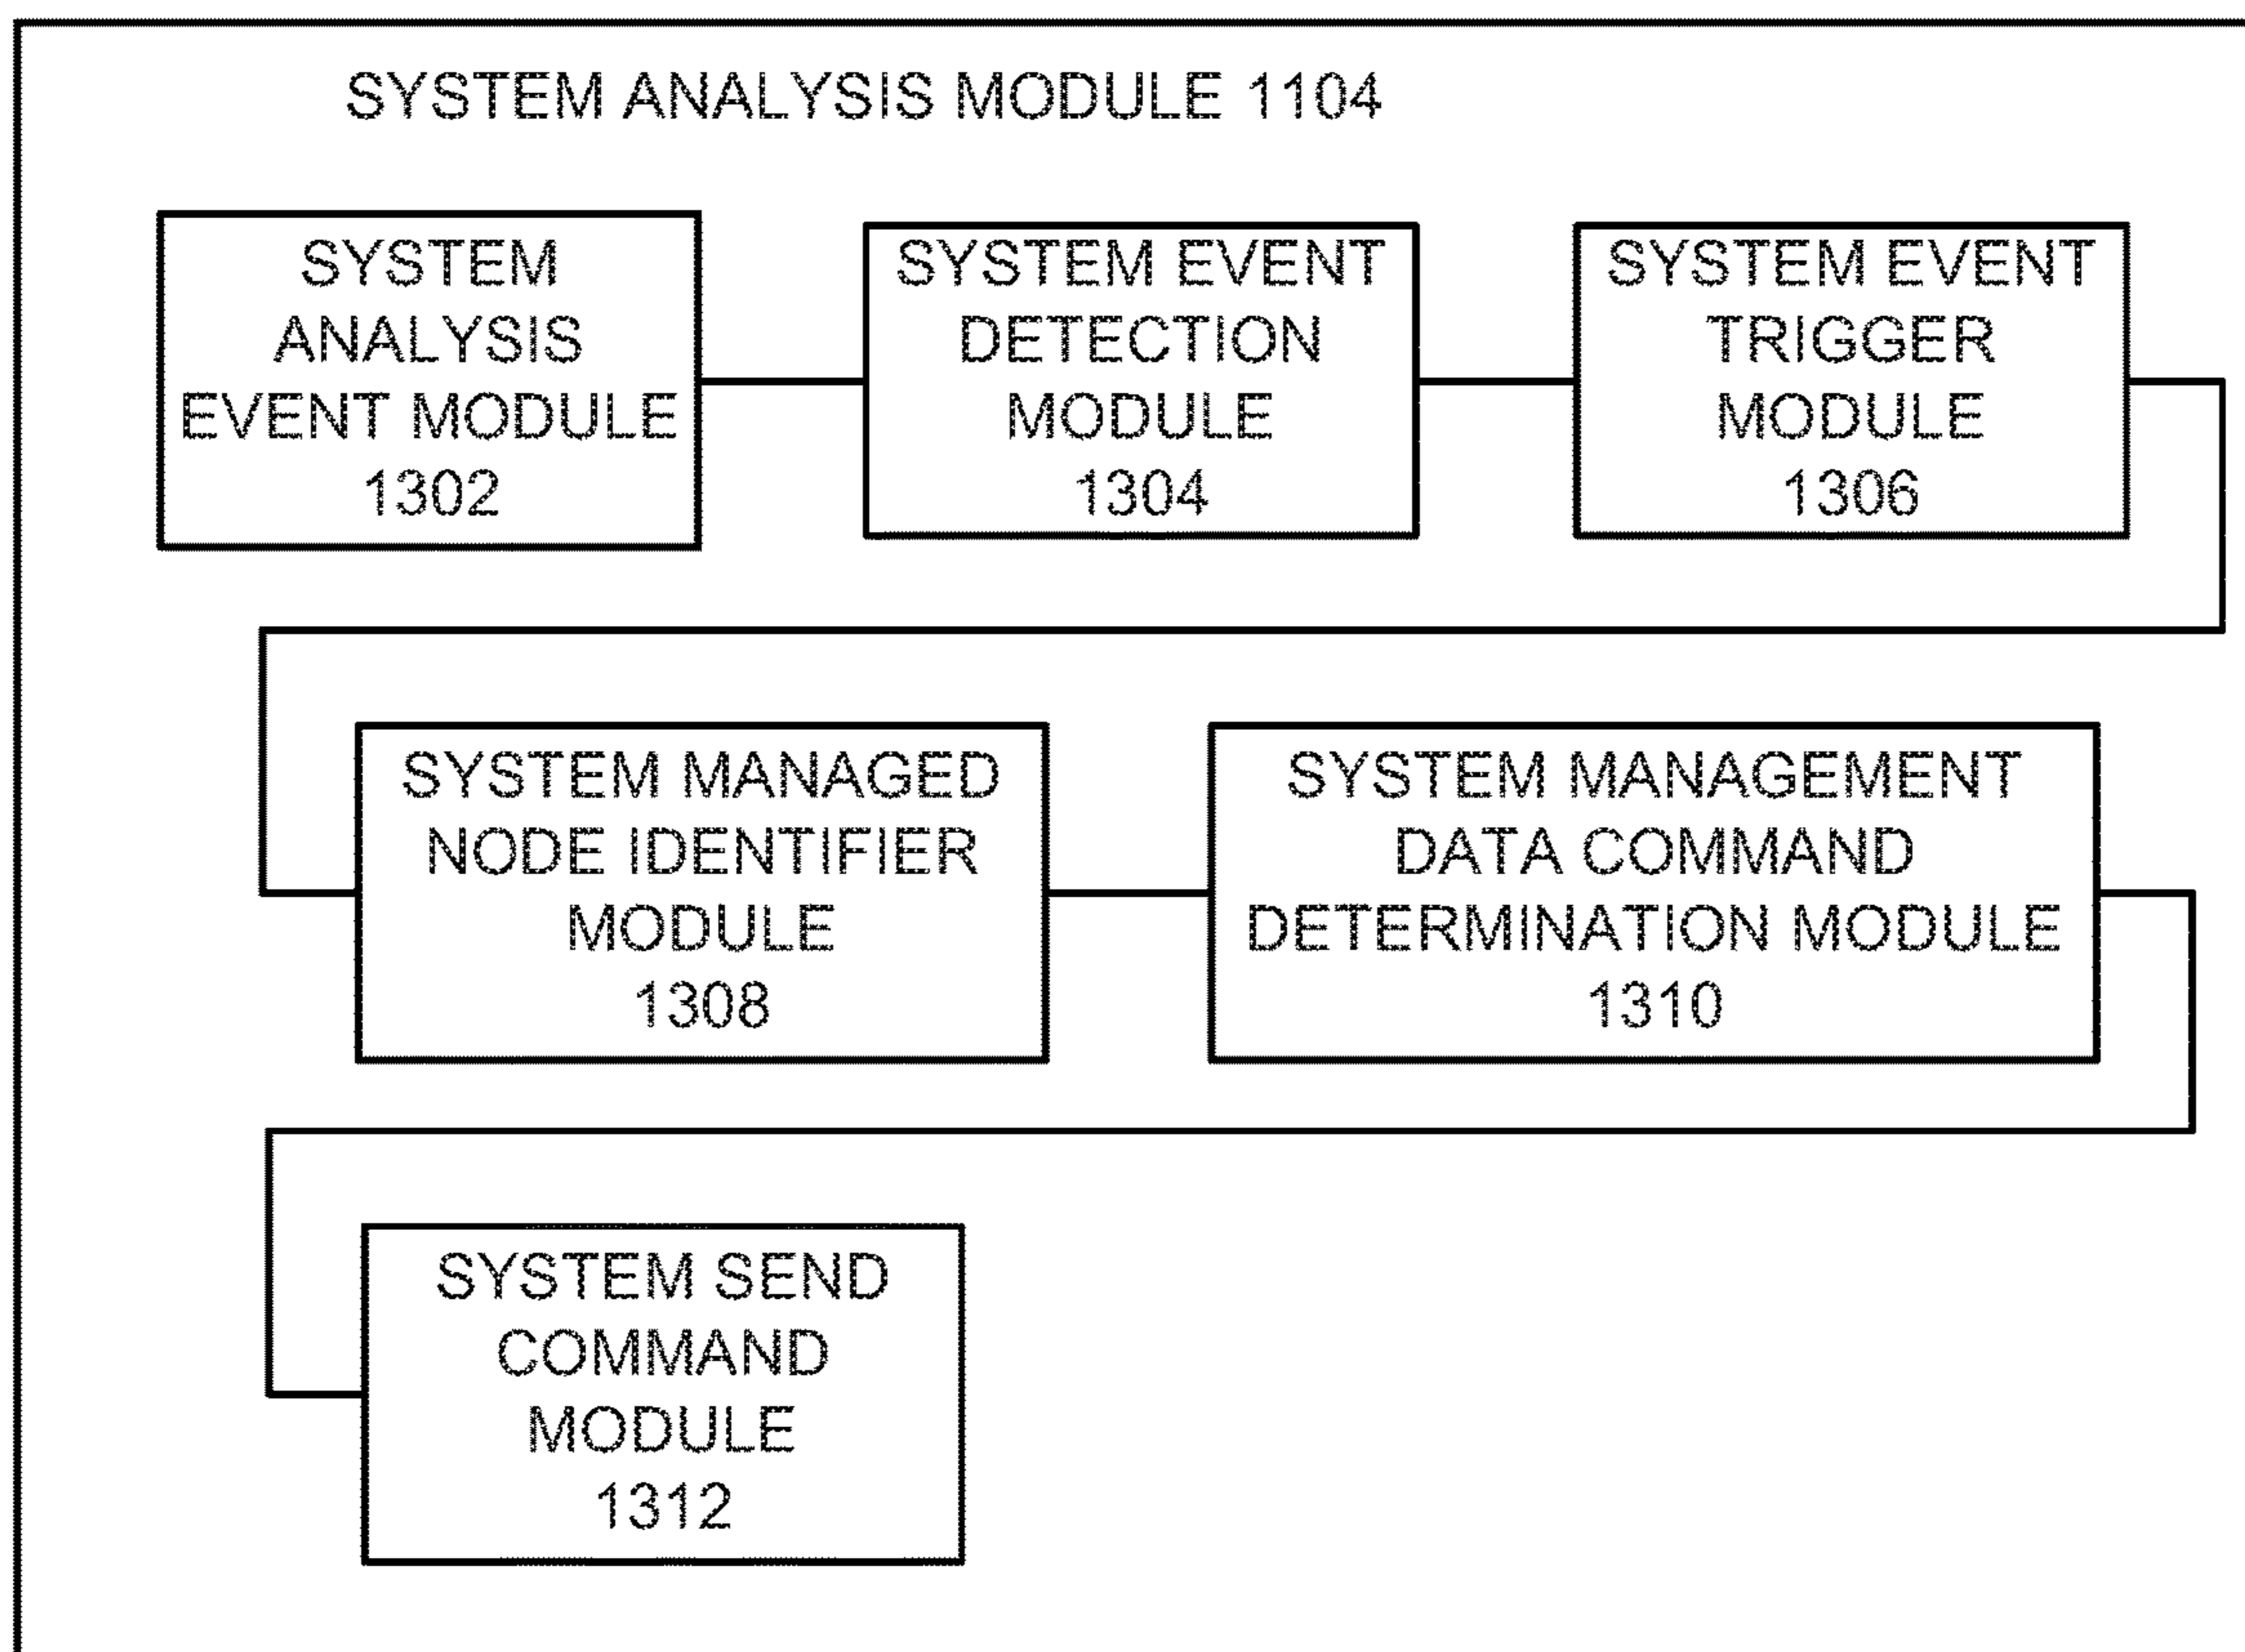 SYSTEM ANALYSIS MODULE 1104
SYSTEM
ANALYSIS
EVENT MODULE
1302
SYSTEM EVENT
DETECTION
MODULE
1304
SYSTEM EVENT
TRIGGER
MODULE
1306
SYSTEM MANAGED
NODE IDENTIFIER
MODULE
1308
SYSTEM MANAGEMENT
DATA COMMAND
DETERMINATION MODULE
1310
SYSTEM SEND
COMMAND
MODULE
1312